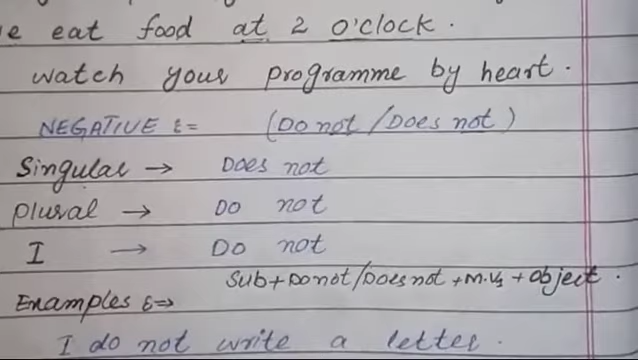 eat food at 2 o'clock.
watch your programme by heart.
NEGATIVE := (Do not / Does not)
Singular → Does not
Plural → Do not
I → Do not
Sub + Do not / Does not + M.V₁ + object.
Examples :⇒
I do not write a letter.